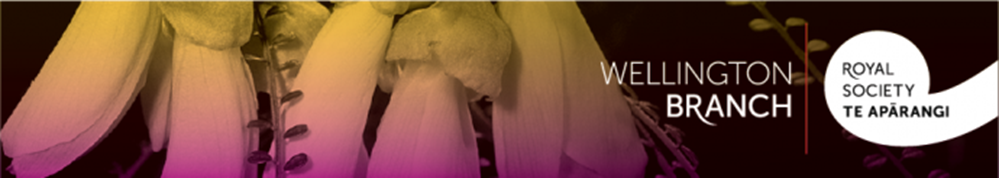 WELLINGTON
BRANCH
ROYAL
SOCIETY
TE APĀRANGI